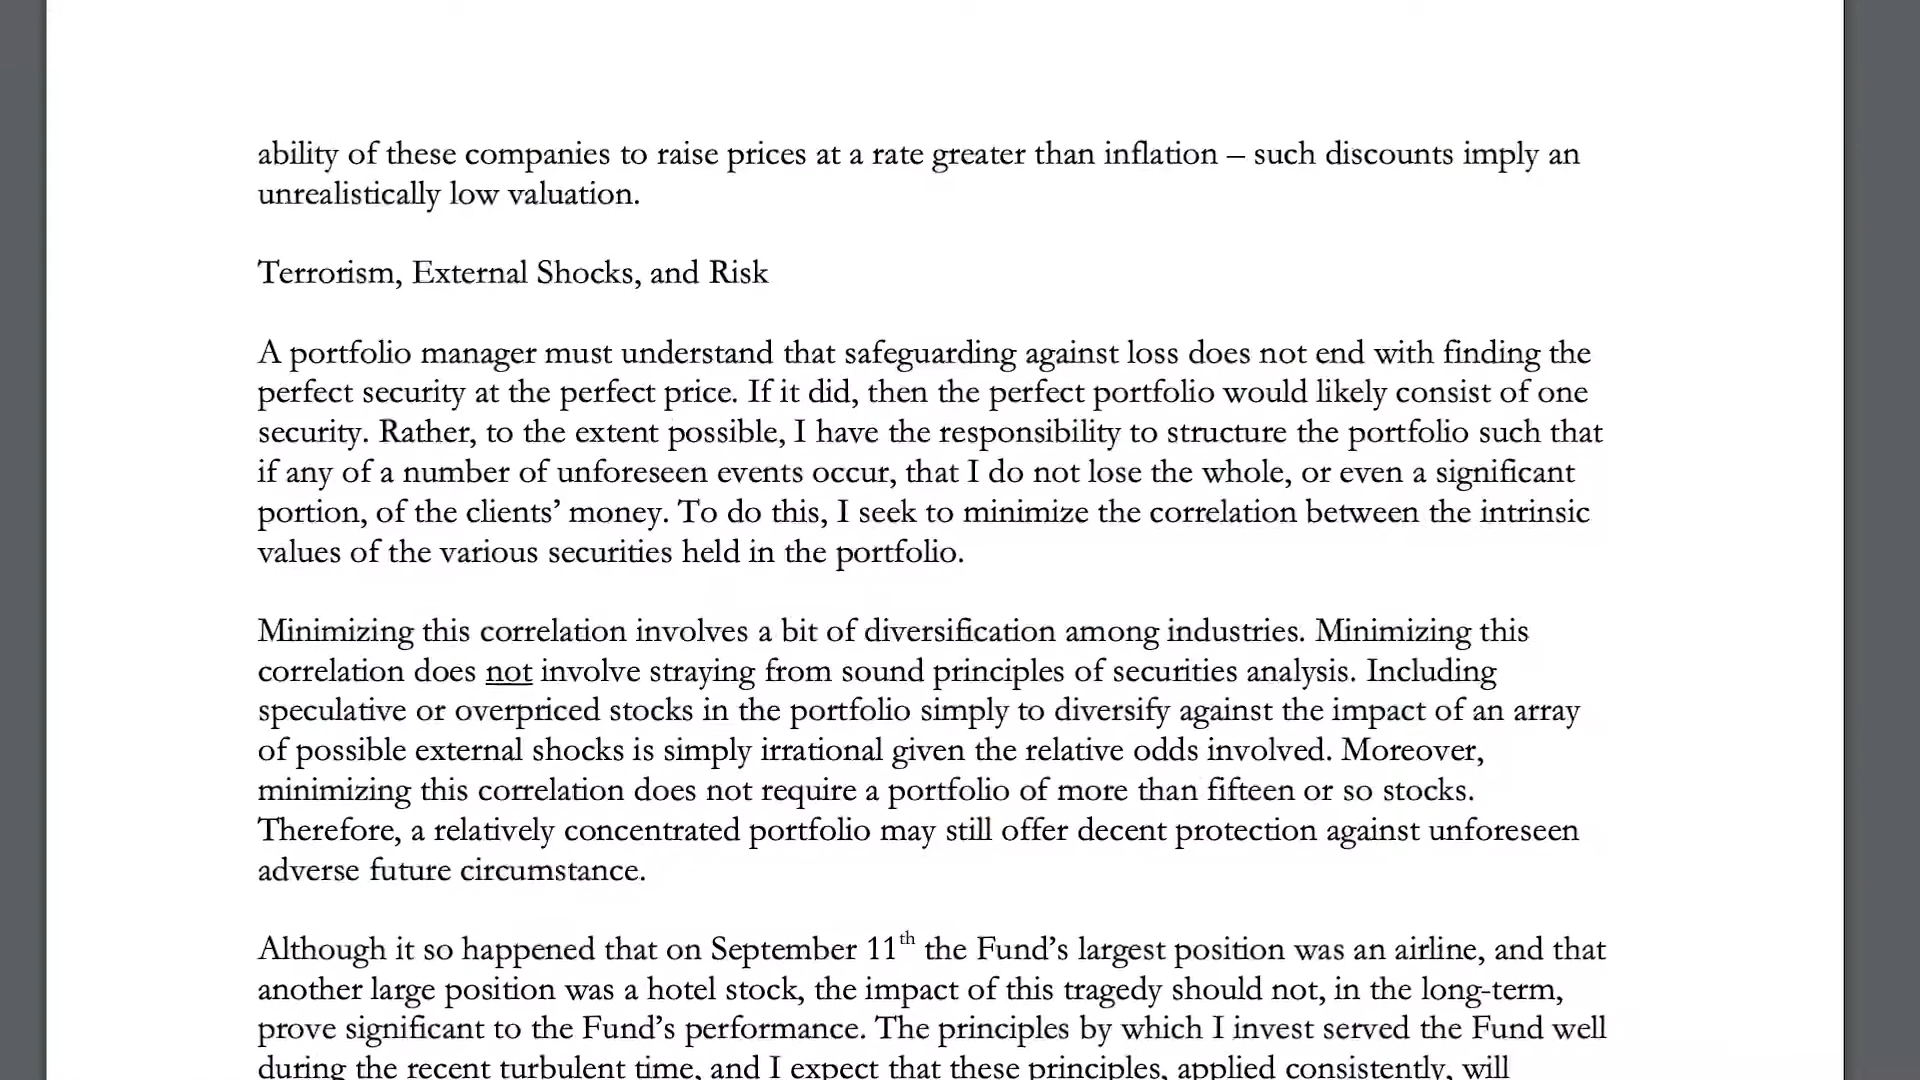 ability of these companies to raise prices at a rate greater than inflation – such discounts imply an
unrealistically low valuation.
Terrorism, External Shocks, and Risk
A portfolio manager must understand that safeguarding against loss does not end with finding the
perfect security at the perfect price. If it did, then the perfect portfolio would likely consist of one
security. Rather, to the extent possible, I have the responsibility to structure the portfolio such that
if any of a number of unforeseen events occur, that I do not lose the whole, or even a significant
portion, of the clients’ money. To do this, I seek to minimize the correlation between the intrinsic
values of the various securities held in the portfolio.
Minimizing this correlation involves a bit of diversification among industries. Minimizing this
correlation does not involve straying from sound principles of securities analysis. Including
speculative or overpriced stocks in the portfolio simply to diversify against the impact of an array
of possible external shocks is simply irrational given the relative odds involved. Moreover,
minimizing this correlation does not require a portfolio of more than fifteen or so stocks.
Therefore, a relatively concentrated portfolio may still offer decent protection against unforeseen
adverse future circumstance.
Although it so happened that on September 11th the Fund’s largest position was an airline, and that
another large position was a hotel stock, the impact of this tragedy should not, in the long-term,
prove significant to the Fund’s performance. The principles by which I invest served the Fund well
during the recent turbulent time, and I expect that these principles, applied consistently, will